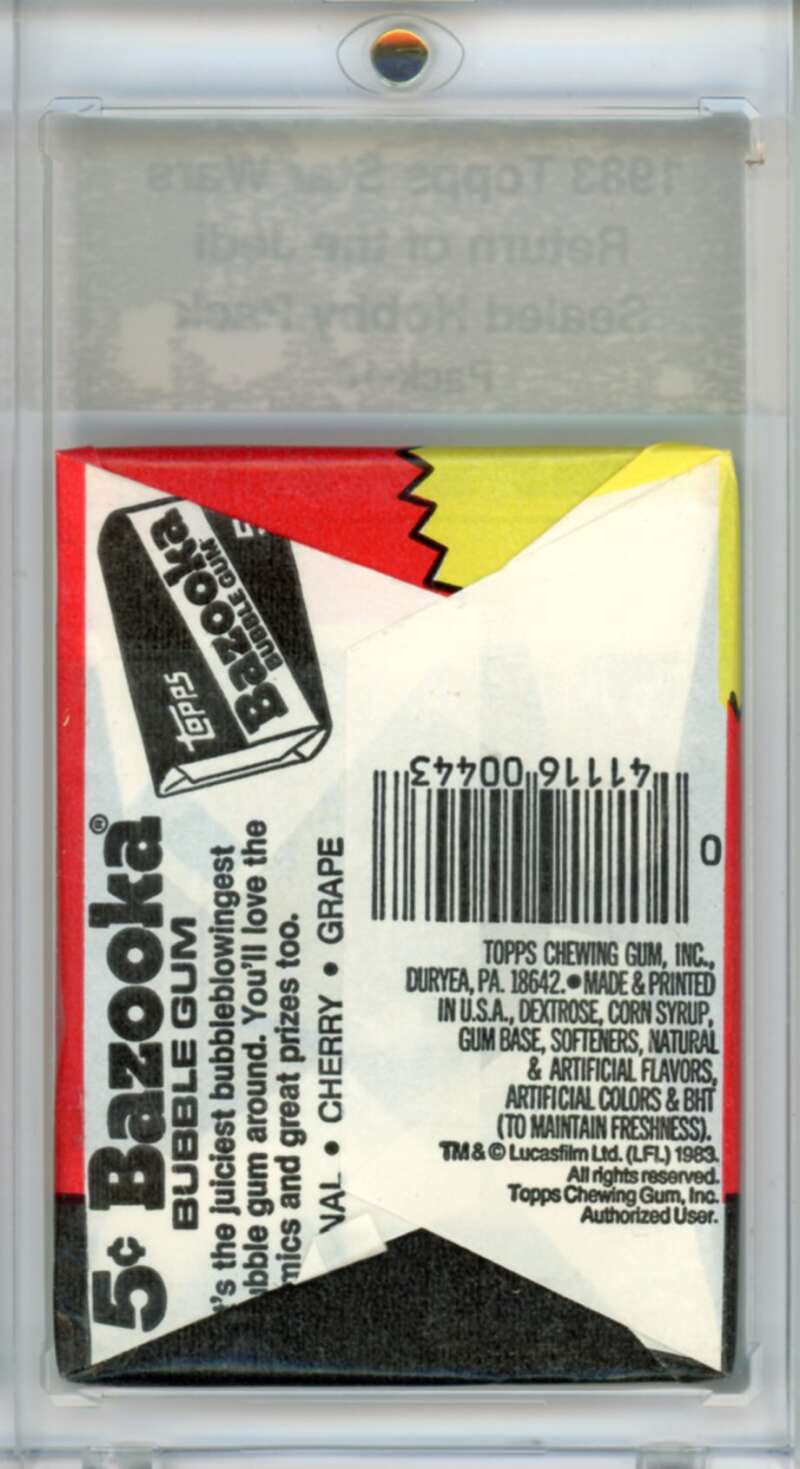 1983 Topps Star Wars
Return of the Jedi
Sealed Hobby Pack
Topps
Bazooka
BUBBLE GUM
5
5¢ Bazooka®
BUBBLE GUM
t's the juiciest bubbleblowingest
ubble gum around. You'll love the
mics and great prizes too.
NAL • CHERRY • GRAPE
41116 00443
0
TOPPS CHEWING GUM, INC.,
DURYEA, PA. 18642. • MADE & PRINTED
IN U.S.A., DEXTROSE, CORN SYRUP,
GUM BASE, SOFTENERS, NATURAL
& ARTIFICIAL FLAVORS,
ARTIFICIAL COLORS & BHT
(TO MAINTAIN FRESHNESS).
TM & © Lucasfilm Ltd. (LFL) 1983.
All rights reserved.
Topps Chewing Gum, Inc.
Authorized User.